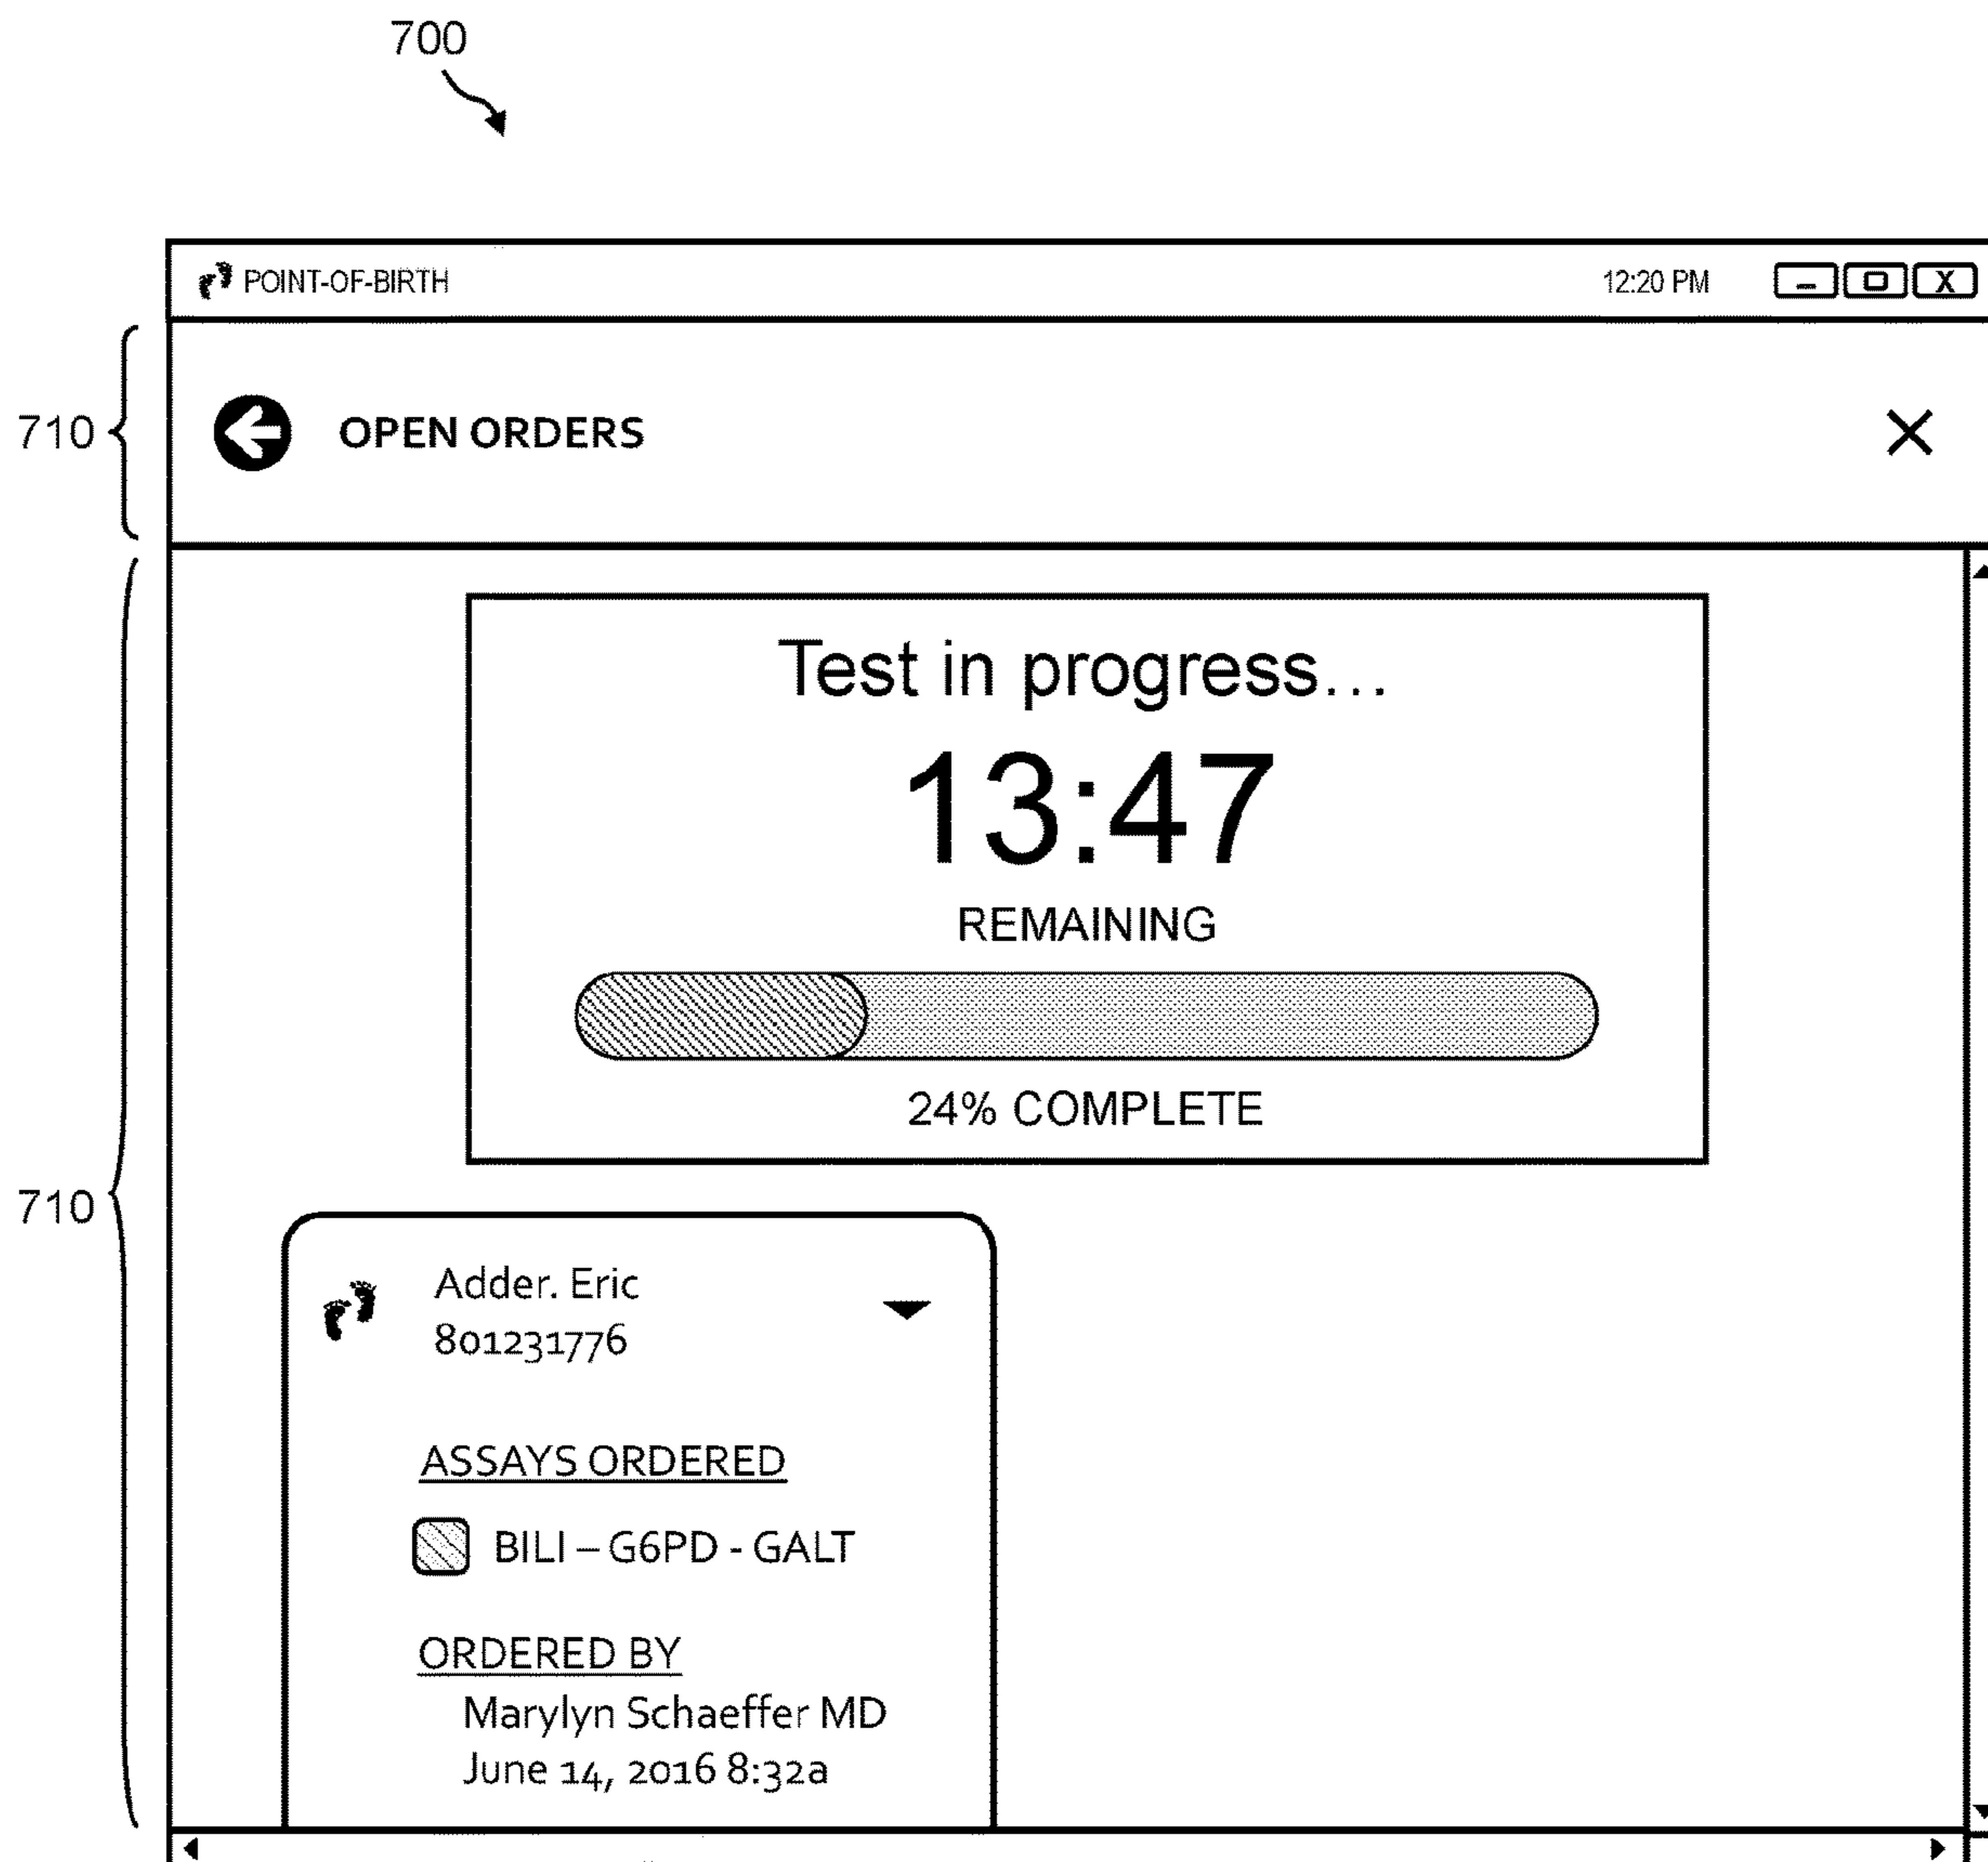 700
POINT-OF-BIRTH 12:20 PM X
710 OPEN ORDERS
Test in progress...
13:47
REMAINING
24% COMPLETE
710
Adder. Eric
801231776
ASSAYS ORDERED
BILI – G6PD - GALT
ORDERED BY
Marylyn Schaeffer MD
June 14, 2016 8:32a